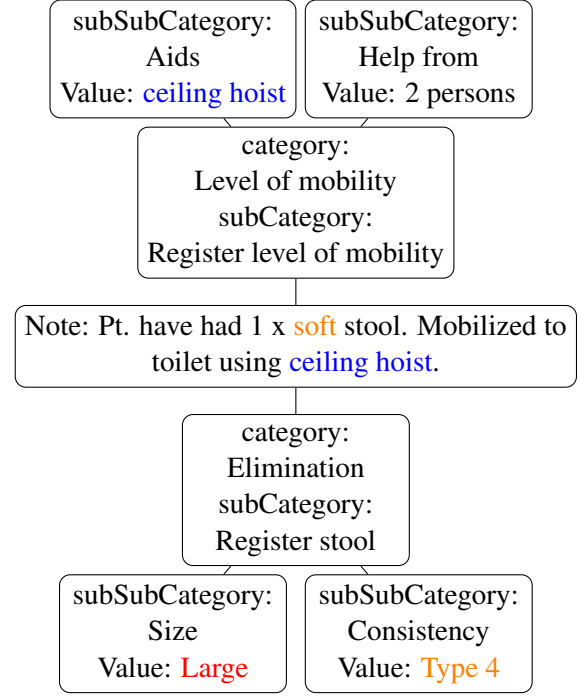 subSubCategory:
Aids
Value: ceiling hoist
subSubCategory:
Help from
Value: 2 persons
category:
Level of mobility
subCategory:
Register level of mobility
Note: Pt. have had 1 x soft stool. Mobilized to
toilet using ceiling hoist.
category:
Elimination
subCategory:
Register stool
subSubCategory:
Size
Value: Large
subSubCategory:
Consistency
Value: Type 4